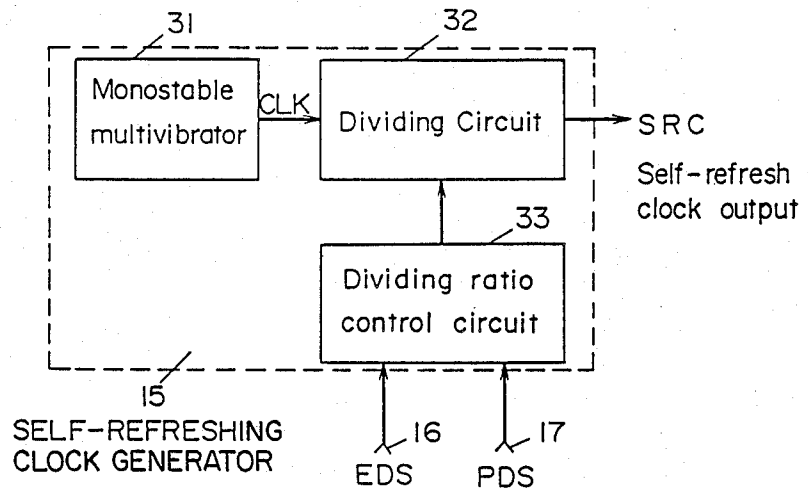 31
32
Monostable
multivibrator
CLK
Dividing Circuit
SRC
Self-refresh
clock output
33
Dividing ratio
control circuit
15
SELF-REFRESHING
CLOCK GENERATOR
16
17
EDS
PDS